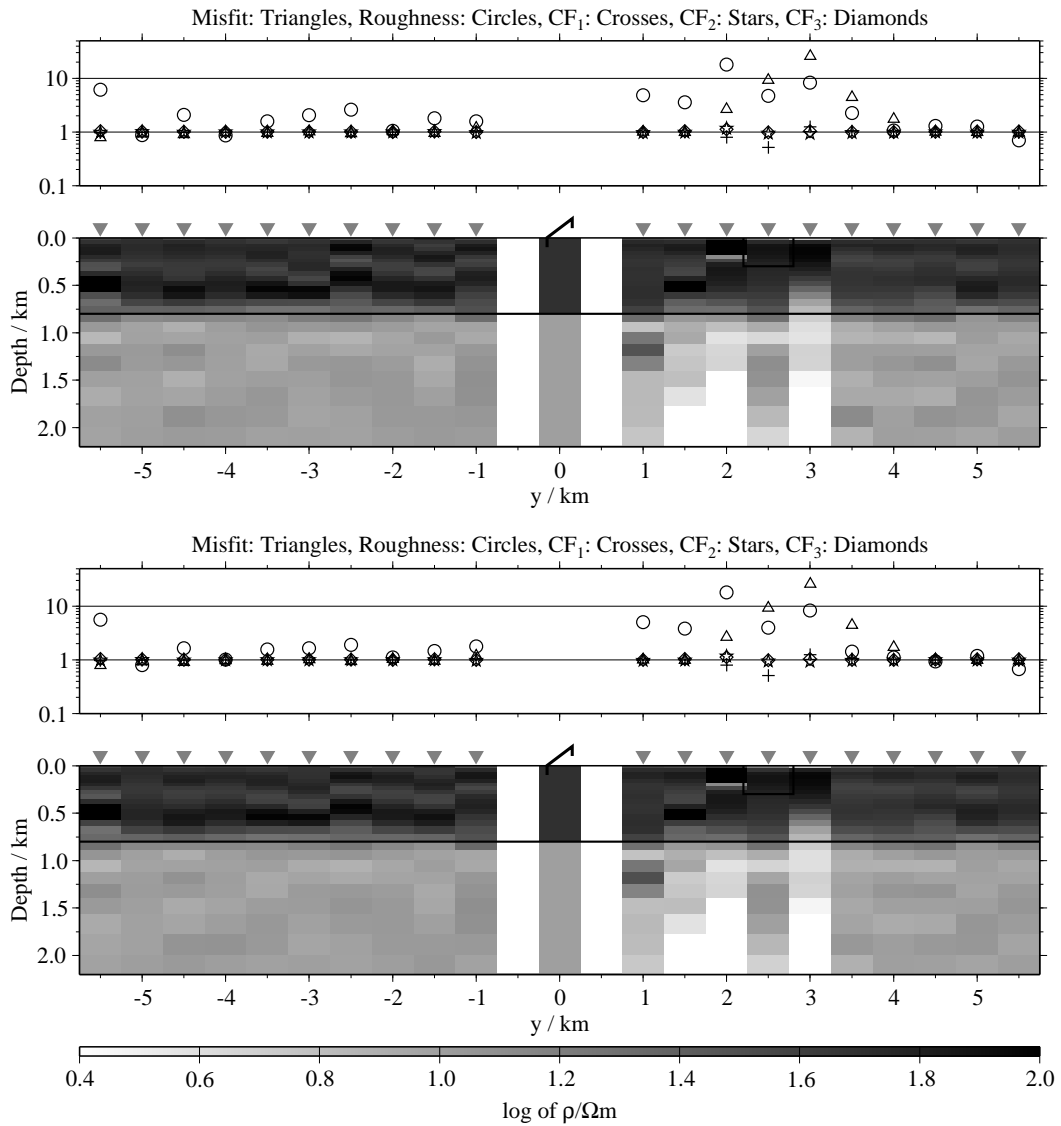 Misfit: Triangles, Roughness: Circles, CF₁: Crosses, CF₂: Stars, CF₃: Diamonds
10
1
0.1
0.0
0.5
1.0
1.5
2.0
Depth / km
-5 -4 -3 -2 -1 0 1 2 3 4 5
y / km
Misfit: Triangles, Roughness: Circles, CF₁: Crosses, CF₂: Stars, CF₃: Diamonds
10
1
0.1
0.0
0.5
1.0
1.5
2.0
Depth / km
-5 -4 -3 -2 -1 0 1 2 3 4 5
y / km
0.4 0.6 0.8 1.0 1.2 1.4 1.6 2.0
log of ρ/Ωm